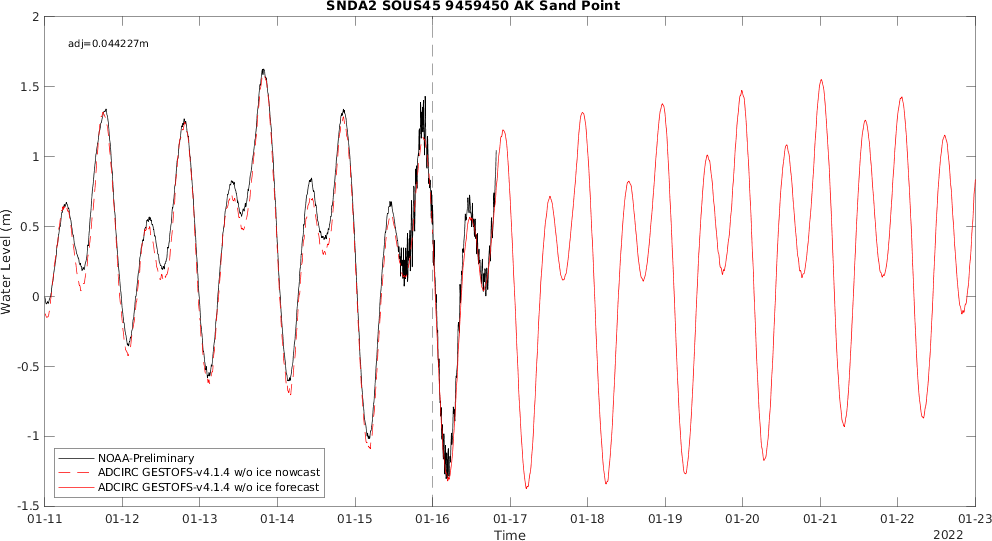 SNDA2 SOUS45 9459450 AK Sand Point
adj=0.044227m
Water Level (m)
2
1.5
1
0.5
0
-0.5
-1
-1.5
NOAA-Preliminary
ADCIRC GESTOFS-v4.1.4 w/o ice nowcast
ADCIRC GESTOFS-v4.1.4 w/o ice forecast
01-11 01-12 01-13 01-14 01-15 01-16 01-17 01-18 01-19 01-20 01-21 01-22 01-23
Time
2022